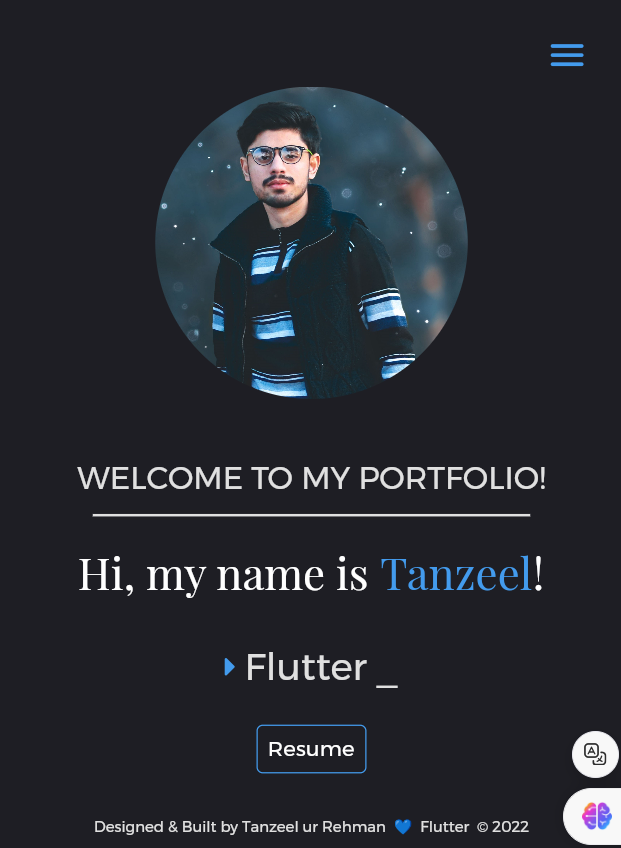 WELCOME TO MY PORTFOLIO!
Hi, my name is Tanzeel!
Flutter _
Resume
Designed & Built by Tanzeel ur Rehman 💙 Flutter © 2022